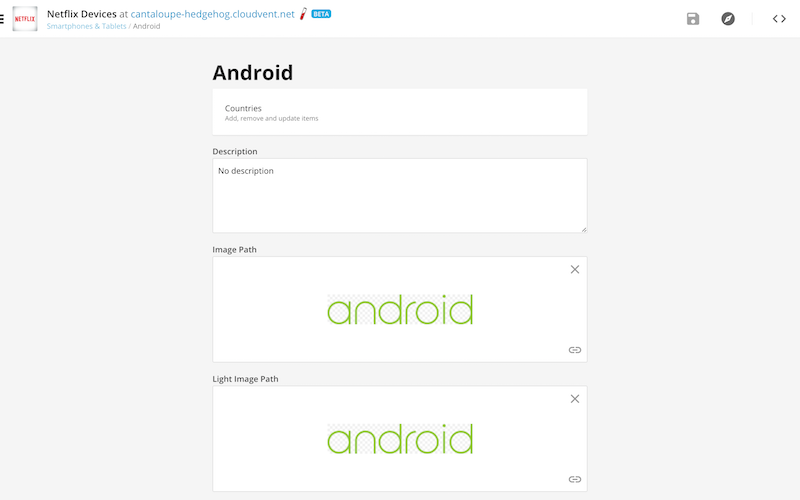 NETFLIX
Netflix Devices at cantaloupe-hedgehog.cloudvent.net BETA
Smartphones & Tablets / Android
Android
Countries
Add, remove and update items
Description
No description
Image Path
android
Light Image Path
android